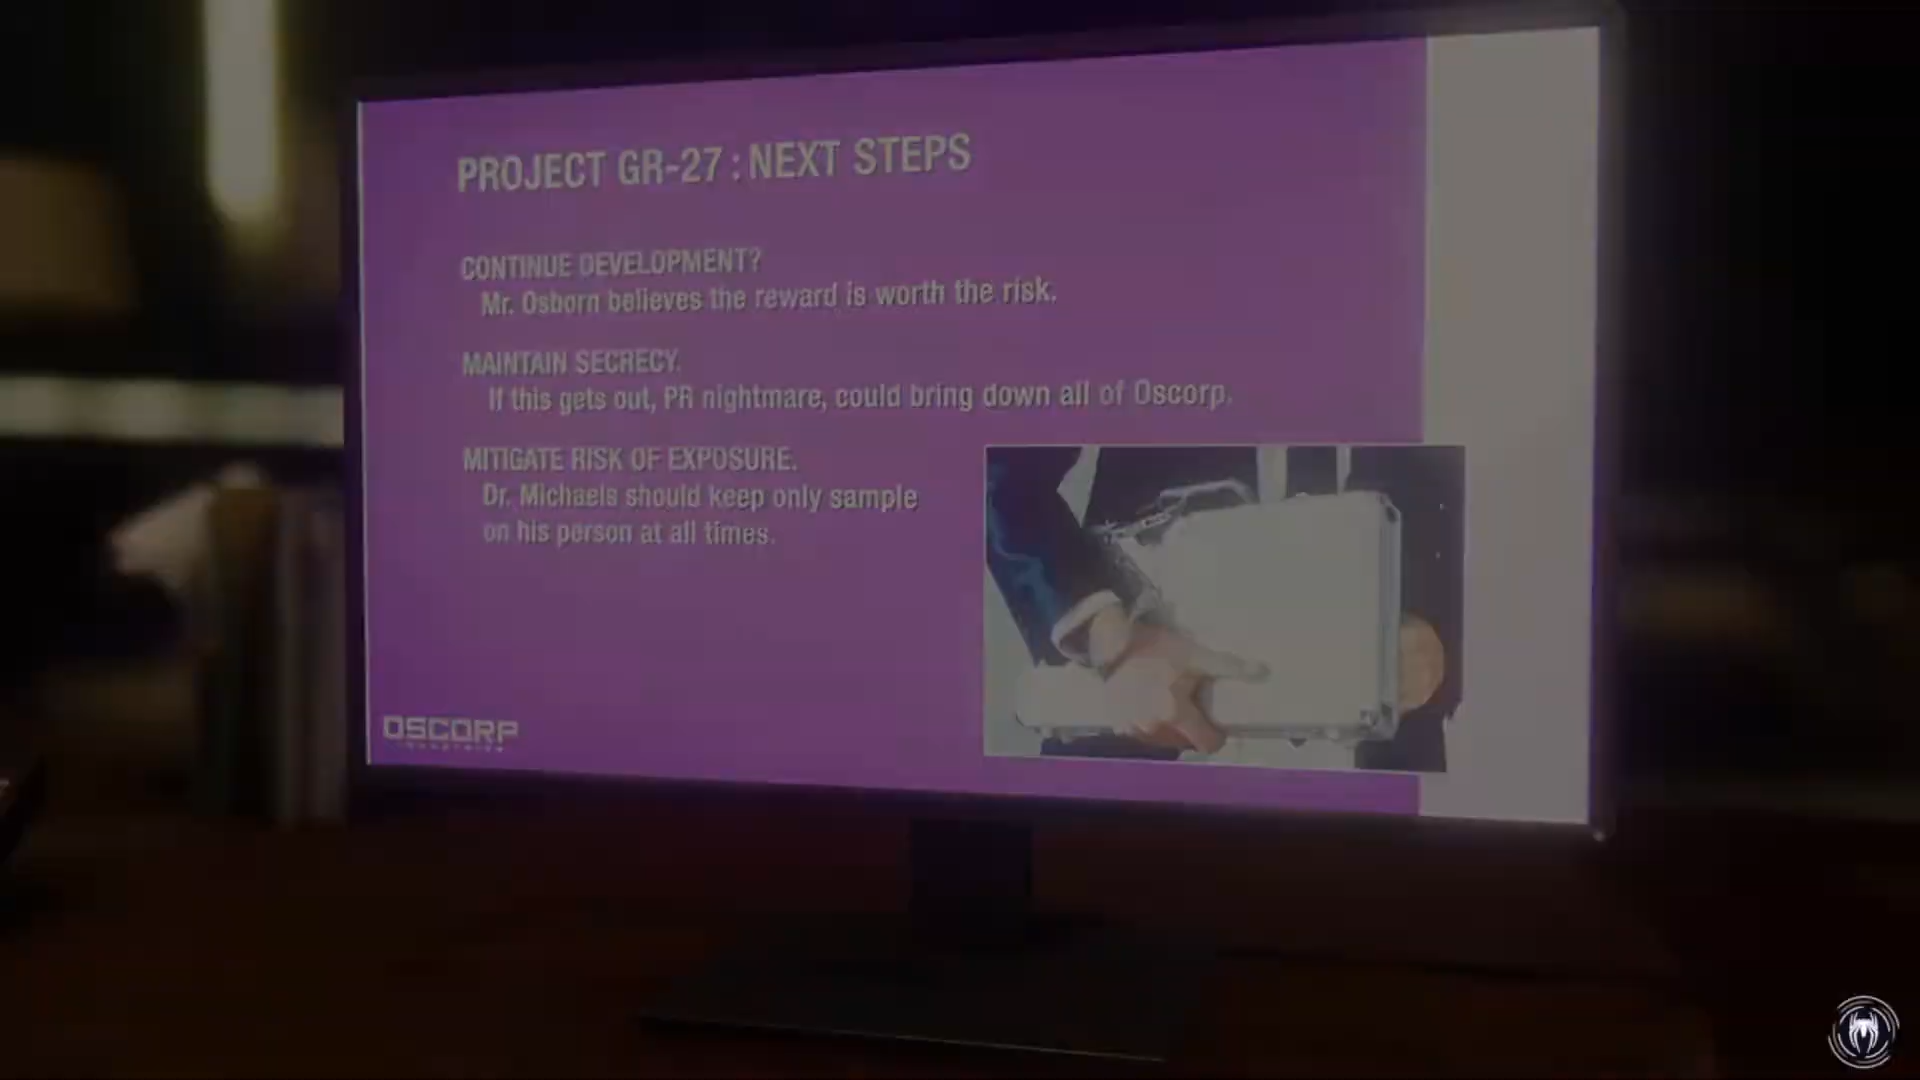 PROJECT GR-27 : NEXT STEPS
CONTINUE DEVELOPMENT?
Mr. Osborn believes the reward is worth the risk.
MAINTAIN SECRECY.
If this gets out, PR nightmare, could bring down all of Oscorp.
MITIGATE RISK OF EXPOSURE.
Dr. Michaels should keep only sample
on his person at all times.
OSCORP
INDUSTRIES